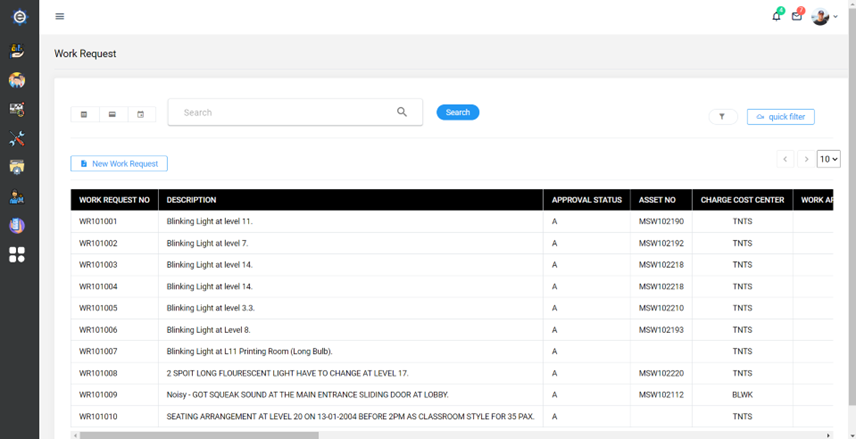 4
7
Work Request
Search
Search
quick filter
New Work Request
10
WORK REQUEST NO DESCRIPTION APPROVAL STATUS ASSET NO CHARGE COST CENTER WORK AR
WR101001 Blinking Light at level 11. A MSW102190 TNTS
WR101002 Blinking Light at level 7. A MSW102192 TNTS
WR101003 Blinking Light at level 14. A MSW102218 TNTS
WR101004 Blinking Light at level 14. A MSW102218 TNTS
WR101005 Blinking Light at level 3.3. A MSW102210 TNTS
WR101006 Blinking Light at Level 8. A MSW102193 TNTS
WR101007 Blinking Light at L11 Printing Room (Long Bulb). A TNTS
WR101008 2 SPOIT LONG FLOURESCENT LIGHT HAVE TO CHANGE AT LEVEL 17. A MSW102220 TNTS
WR101009 Noisy - GOT SQUEAK SOUND AT THE MAIN ENTRANCE SLIDING DOOR AT LOBBY. A MSW102112 BLWK
WR101010 SEATING ARRANGEMENT AT LEVEL 20 ON 13-01-2004 BEFORE 2PM AS CLASSROOM STYLE FOR 35 PAX. A TNTS